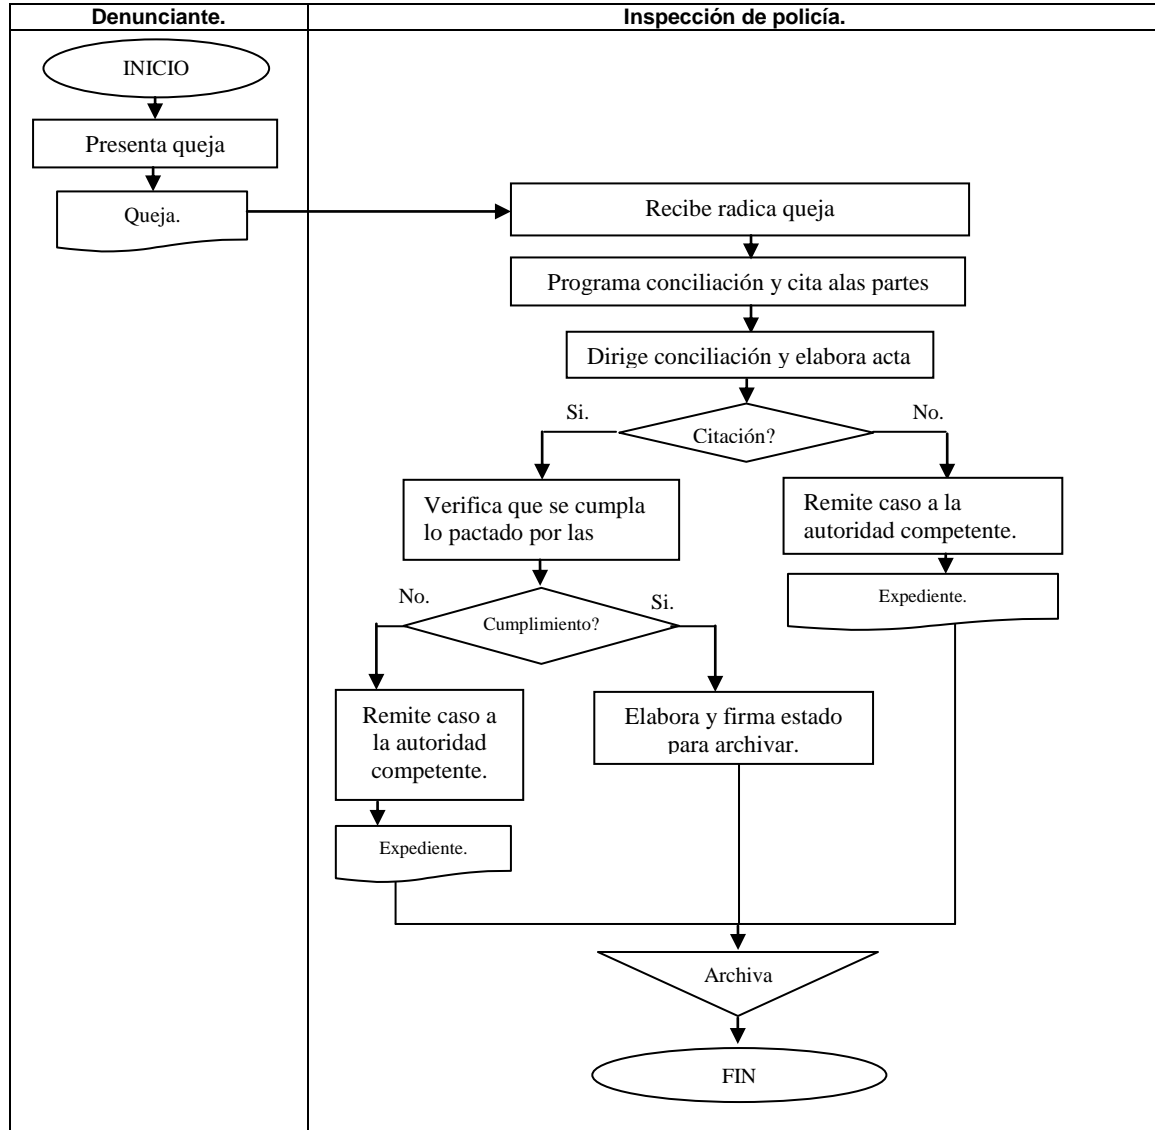 Denunciante.
Inspección de policía.
INICIO
Presenta queja
Queja.
Recibe radica queja
Programa conciliación y cita alas partes
Dirige conciliación y elabora acta
Si.
No.
Citación?
Verifica que se cumpla
lo pactado por las
Remite caso a la
autoridad competente.
Expediente.
No.
Si.
Cumplimiento?
Remite caso a
la autoridad
competente.
Elabora y firma estado
para archivar.
Expediente.
Archiva
FIN